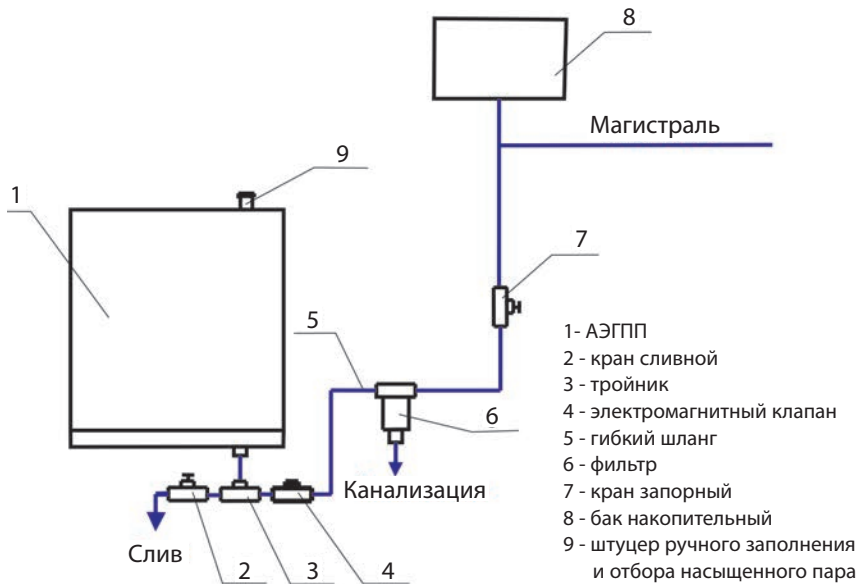 8
Магистраль
9
1
7
5
6
Канализация
Слив
2
3
4
1- АЭГПП
2 - кран сливной
3 - тройник
4 - электромагнитный клапан
5 - гибкий шланг
6 - фильтр
7 - кран запорный
8 - бак накопительный
9 - штуцер ручного заполнения
и отбора насыщенного пара